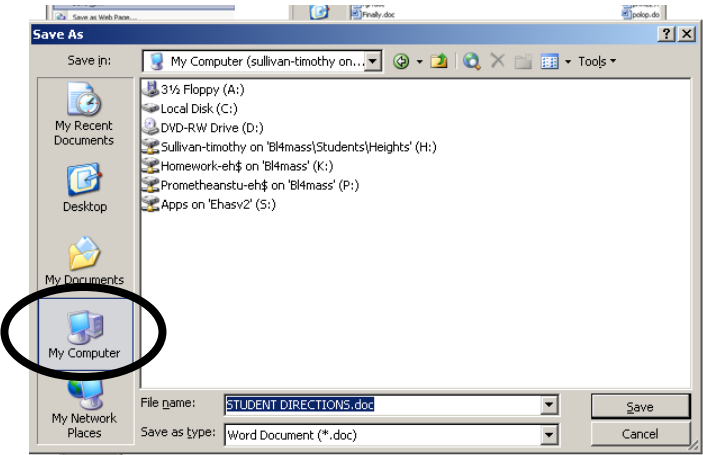 Save as Web Page...
Finally.doc
polop.do
Save As
Save in:
My Computer (sullivan-timothy on...
Tools
My Recent
Documents
Desktop
My Documents
My Computer
My Network
Places
3½ Floppy (A:)
Local Disk (C:)
DVD-RW Drive (D:)
Sullivan-timothy on 'Bl4mass\Students\Heights' (H:)
Homework-eh$ on 'Bl4mass' (K:)
Prometheanstu-eh$ on 'Bl4mass' (P:)
Apps on 'Ehasv2' (S:)
File name:
STUDENT DIRECTIONS.doc
Save
Save as type:
Word Document (*.doc)
Cancel